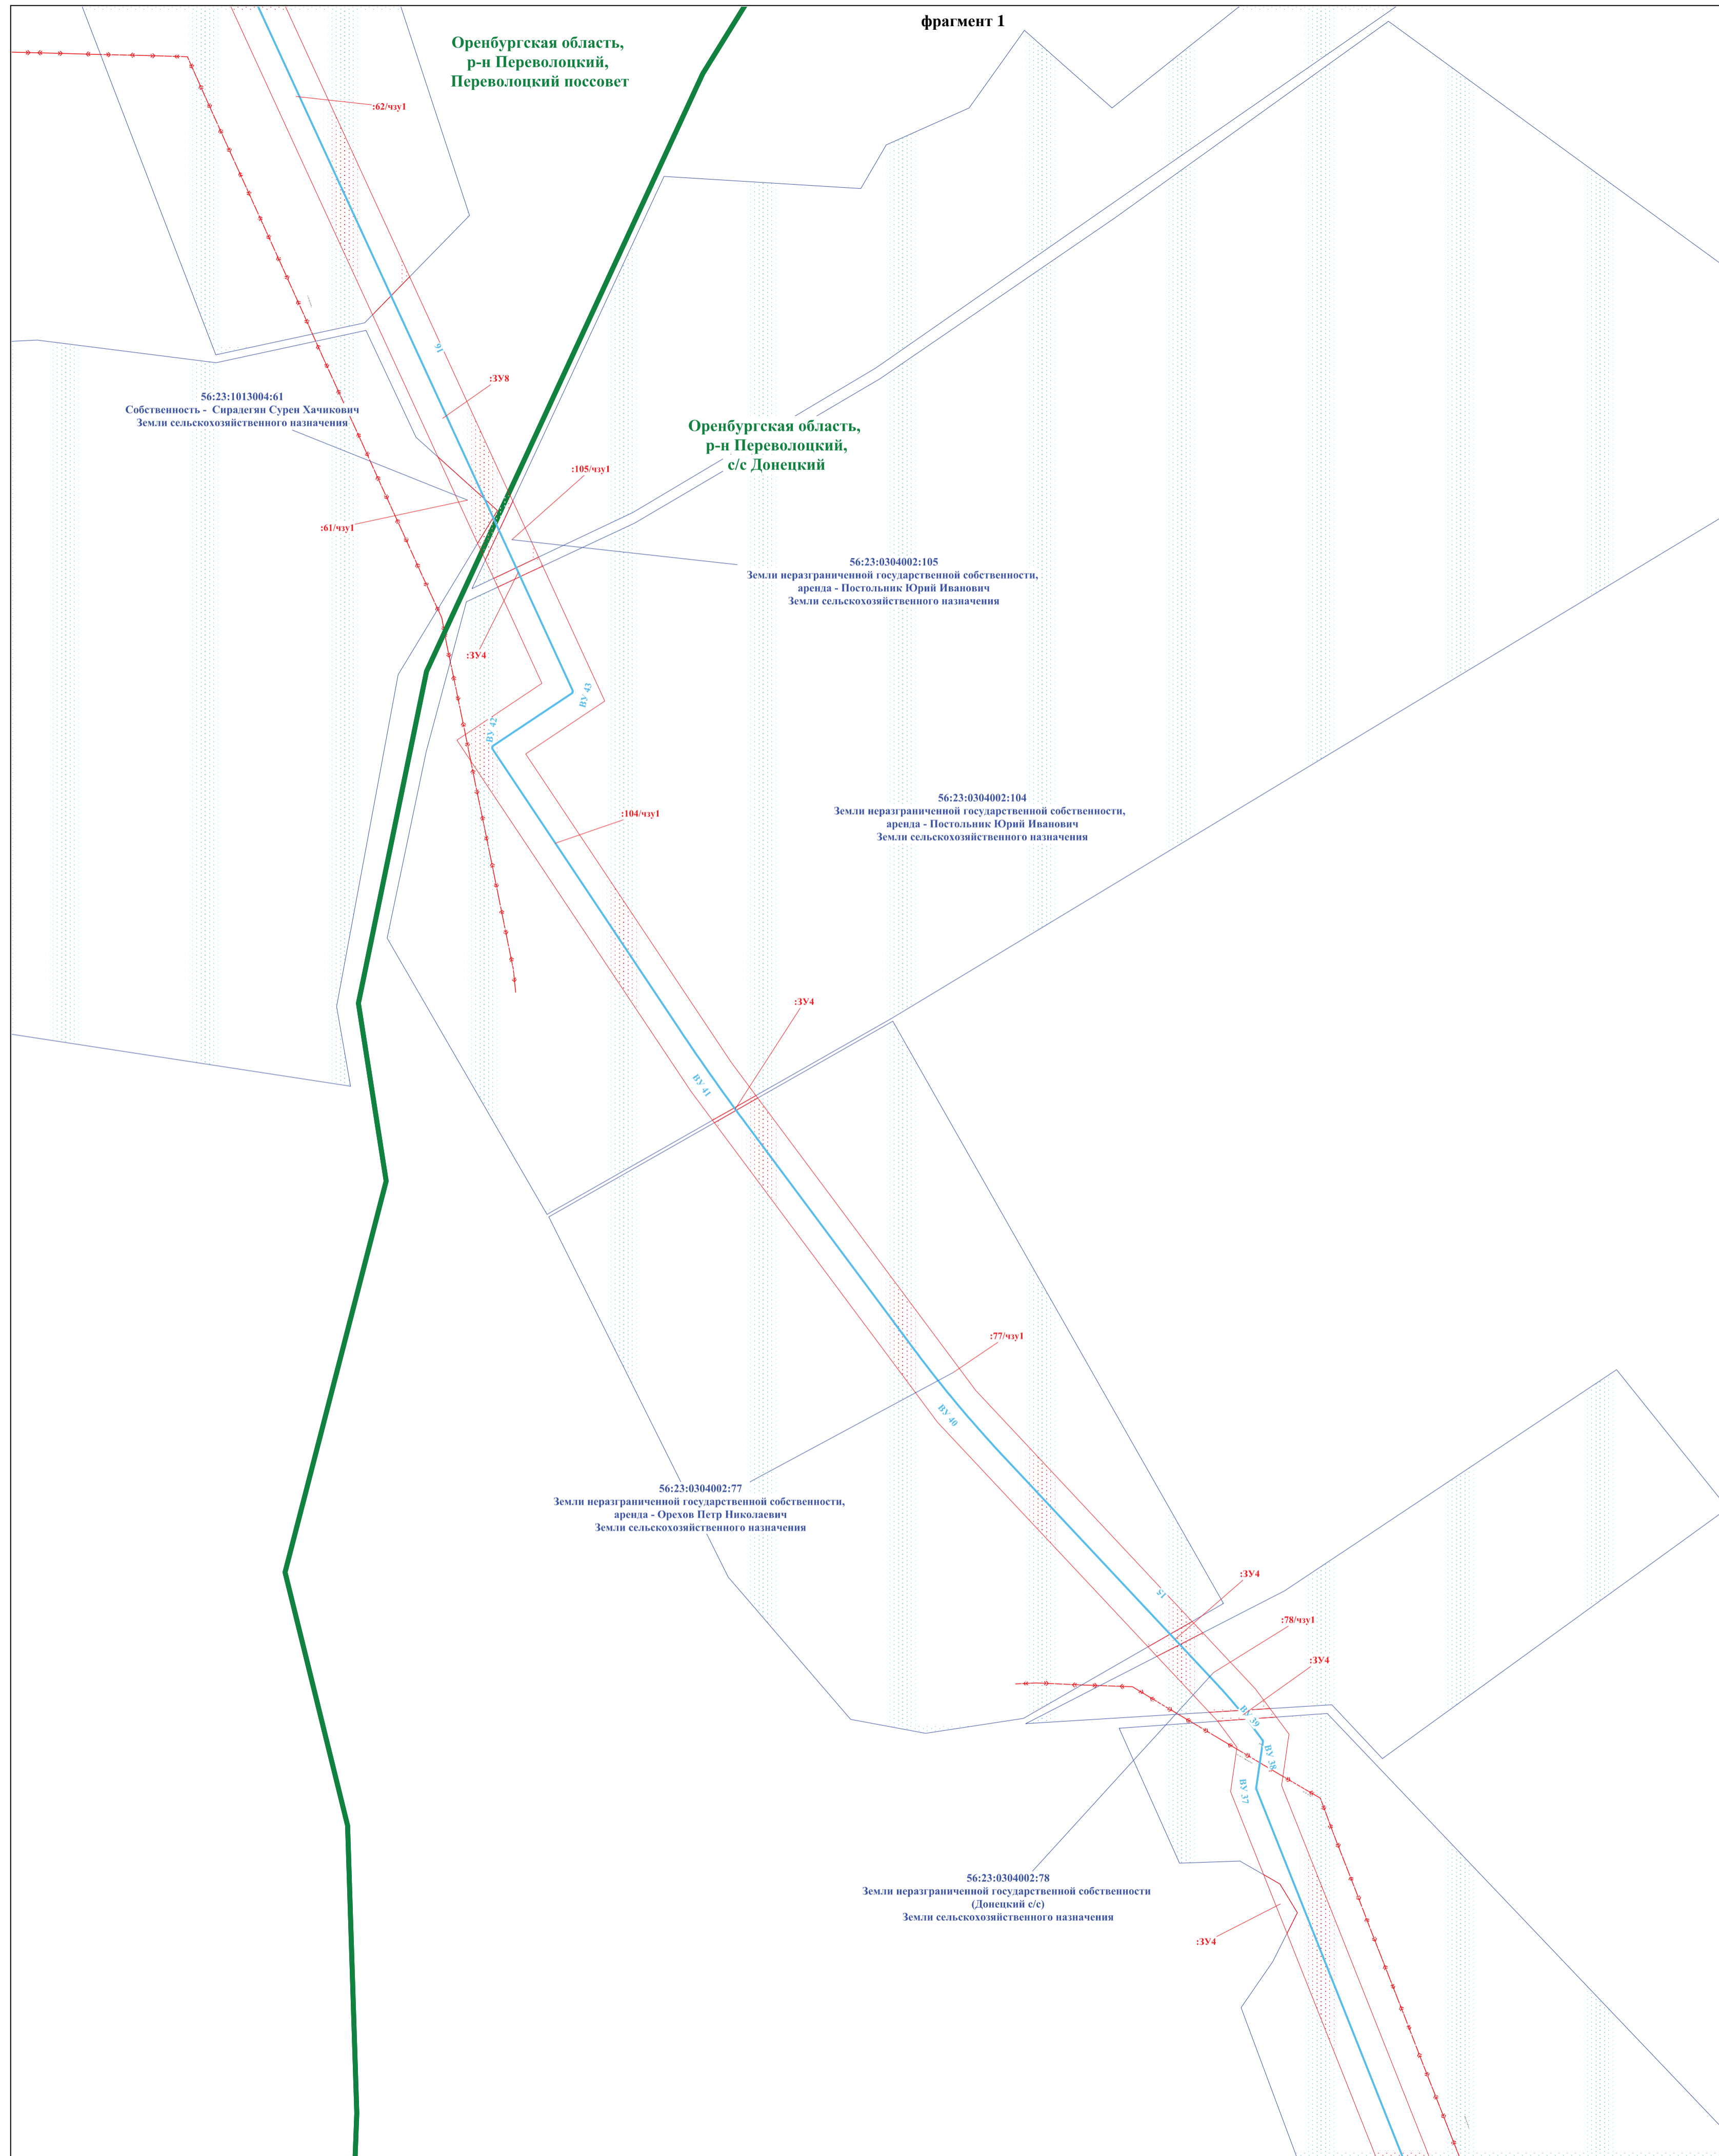 фрагмент 1
Оренбургская область,
р-н Переволоцкий,
Переволоцкий поссовет
:62/чзу1
16
:ЗУ8
56:23:1013004:61
Собственность - Сирадегян Сурен Хачикович
Земли сельскохозяйственного назначения
Оренбургская область,
р-н Переволоцкий,
с/с Донецкий
:105/чзу1
:61/чзу1
56:23:0304002:105
Земли неразграниченной государственной собственности,
аренда - Постольник Юрий Иванович
Земли сельскохозяйственного назначения
:ЗУ4
ВУ 43
ВУ 42
56:23:0304002:104
Земли неразграниченной государственной собственности,
аренда - Постольник Юрий Иванович
Земли сельскохозяйственного назначения
:104/чзу1
:ЗУ4
ВУ 41
:77/чзу1
ВУ 40
56:23:0304002:77
Земли неразграниченной государственной собственности,
аренда - Орехов Петр Николаевич
Земли сельскохозяйственного назначения
:ЗУ4
15
:78/чзу1
:ЗУ4
ВУ 39
ВУ 38
ВУ 37
56:23:0304002:78
Земли неразграниченной государственной собственности
(Донецкий с/с)
Земли сельскохозяйственного назначения
:ЗУ4